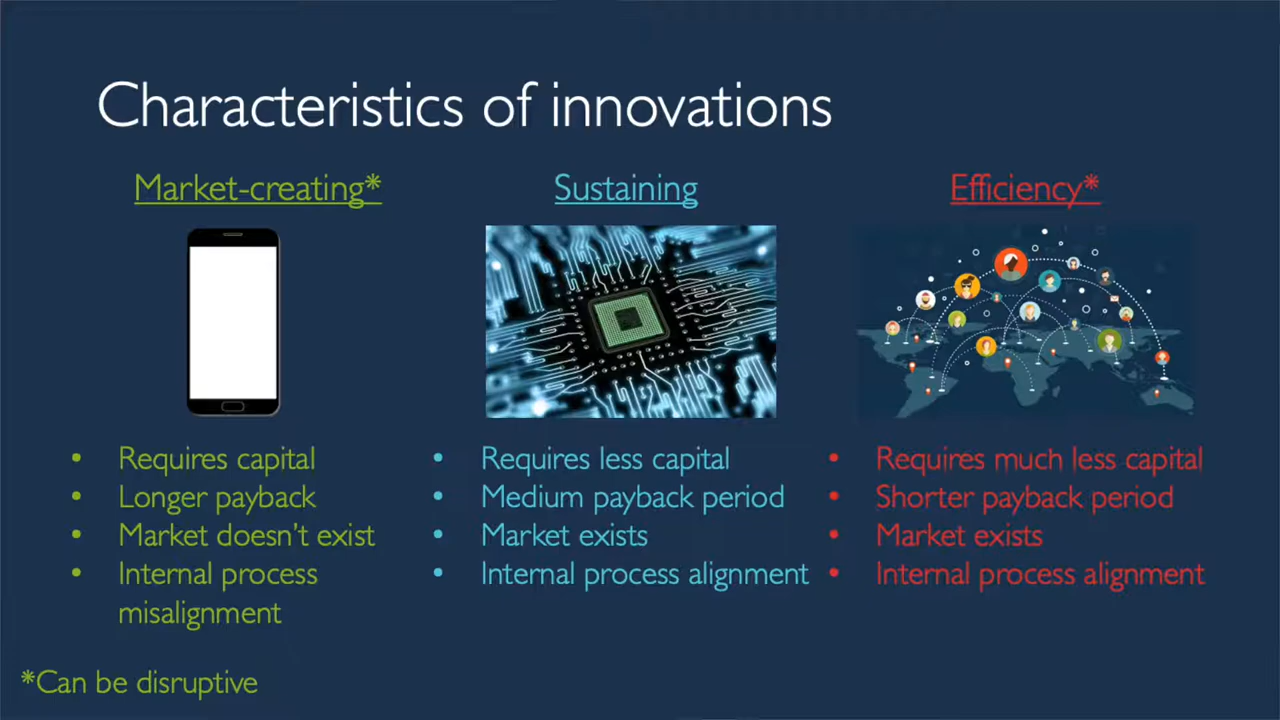 Characteristics of innovations
Market-creating*
• Requires capital
• Longer payback
• Market doesn't exist
• Internal process
misalignment
Sustaining
• Requires less capital
• Medium payback period
• Market exists
• Internal process alignment
Efficiency*
• Requires much less capital
• Shorter payback period
• Market exists
• Internal process alignment
*Can be disruptive